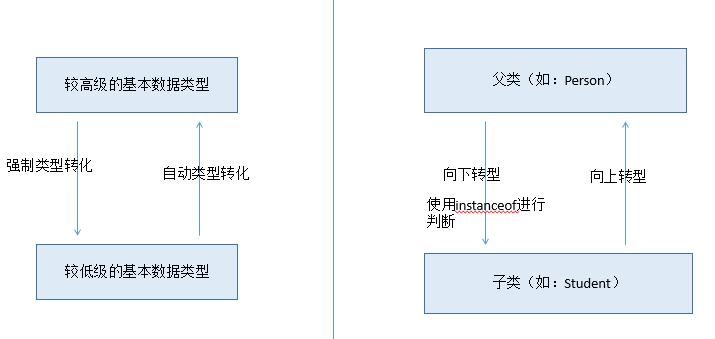 较高级的基本数据类型
强制类型转化
自动类型转化
较低级的基本数据类型
父类（如：Person）
向下转型
使用instanceof进行
判断
向上转型
子类（如：Student）